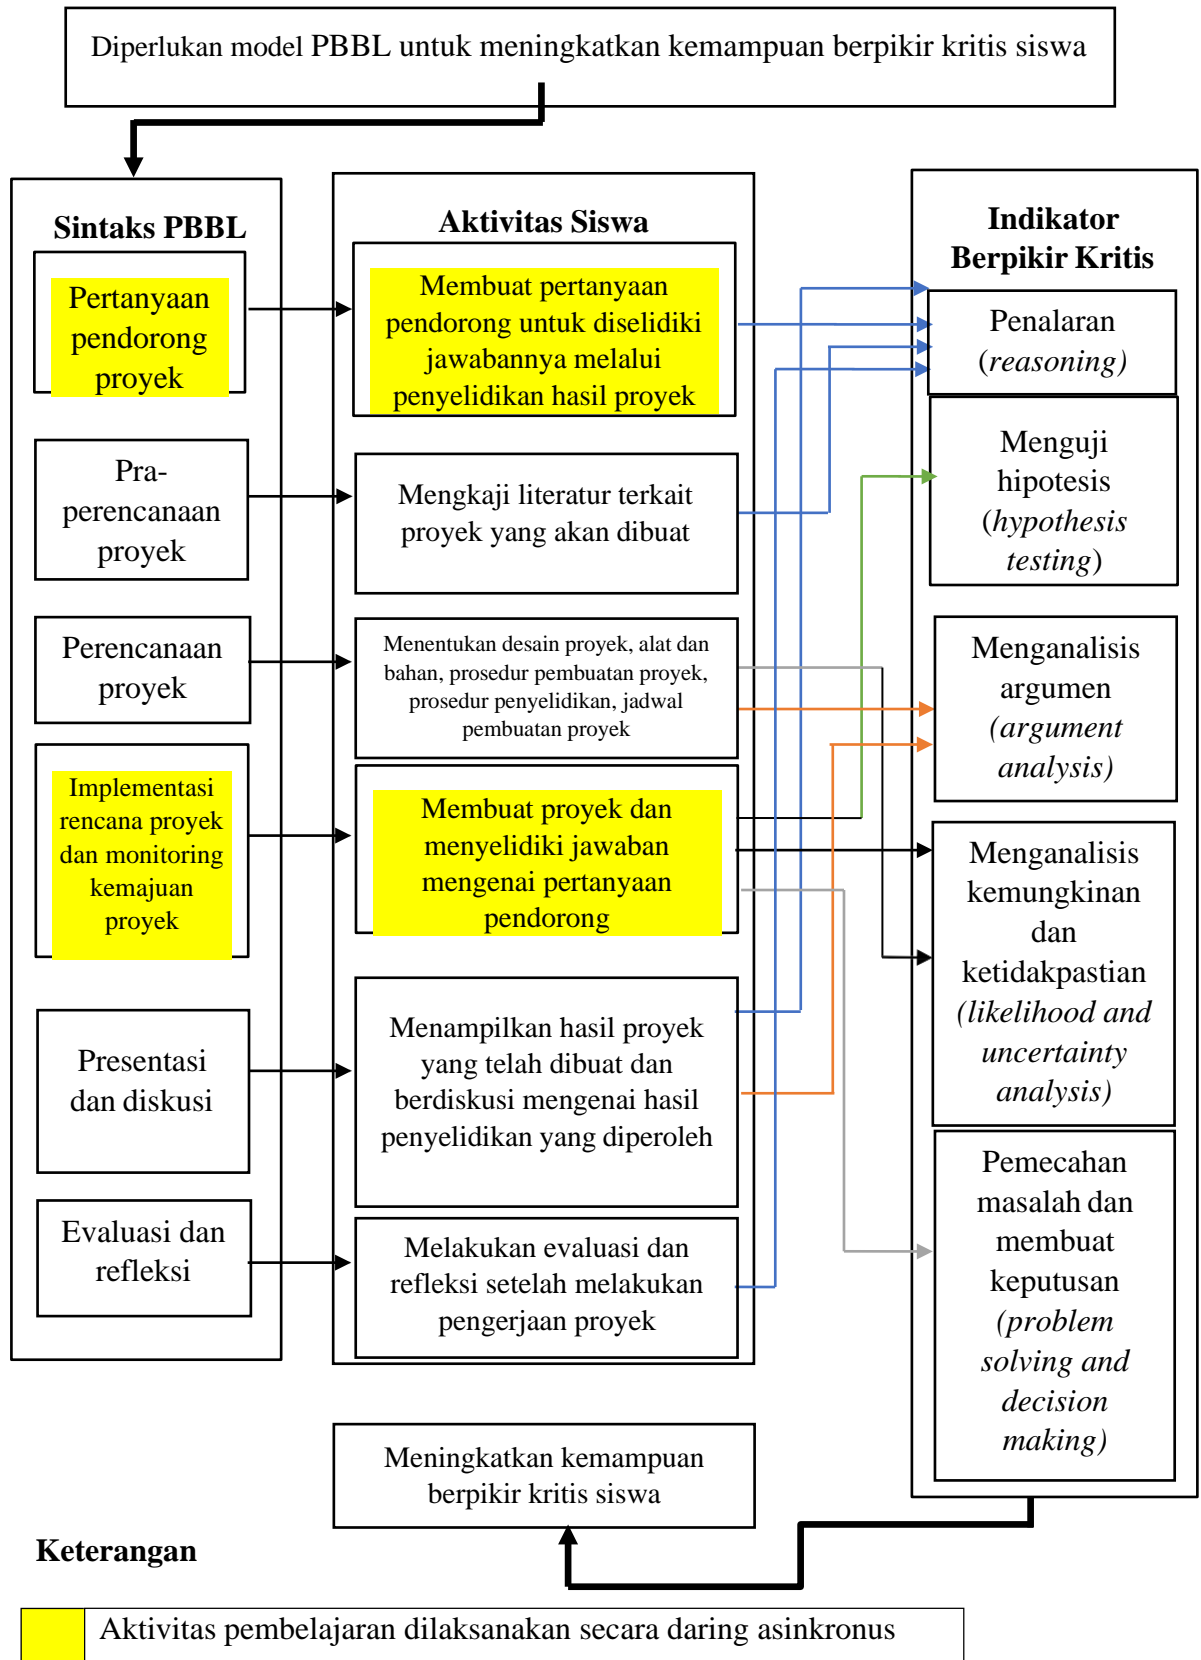 Diperlukan model PBBL untuk meningkatkan kemampuan berpikir kritis siswa
Sintaks PBBL
Pertanyaan
pendorong
proyek
Pra-
perencanaan
proyek
Perencanaan
proyek
Implementasi
rencana proyek
dan monitoring
kemajuan
proyek
Presentasi
dan diskusi
Evaluasi dan
refleksi
Aktivitas Siswa
Membuat pertanyaan
pendorong untuk diselidiki
jawabannya melalui
penyelidikan hasil proyek
Mengkaji literatur terkait
proyek yang akan dibuat
Menentukan desain proyek, alat dan
bahan, prosedur pembuatan proyek,
prosedur penyelidikan, jadwal
pembuatan proyek
Membuat proyek dan
menyelidiki jawaban
mengenai pertanyaan
pendorong
Menampilkan hasil proyek
yang telah dibuat dan
berdiskusi mengenai hasil
penyelidikan yang diperoleh
Melakukan evaluasi dan
refleksi setelah melakukan
pengerjaan proyek
Indikator
Berpikir Kritis
Penalaran
(reasoning)
Menguji
hipotesis
(hypothesis
testing)
Menganalisis
argumen
(argument
analysis)
Menganalisis
kemungkinan
dan
ketidakpastian
(likelihood and
uncertainty
analysis)
Pemecahan
masalah dan
membuat
keputusan
(problem
solving and
decision
making)
Meningkatkan kemampuan
berpikir kritis siswa
Keterangan
Aktivitas pembelajaran dilaksanakan secara daring asinkronus